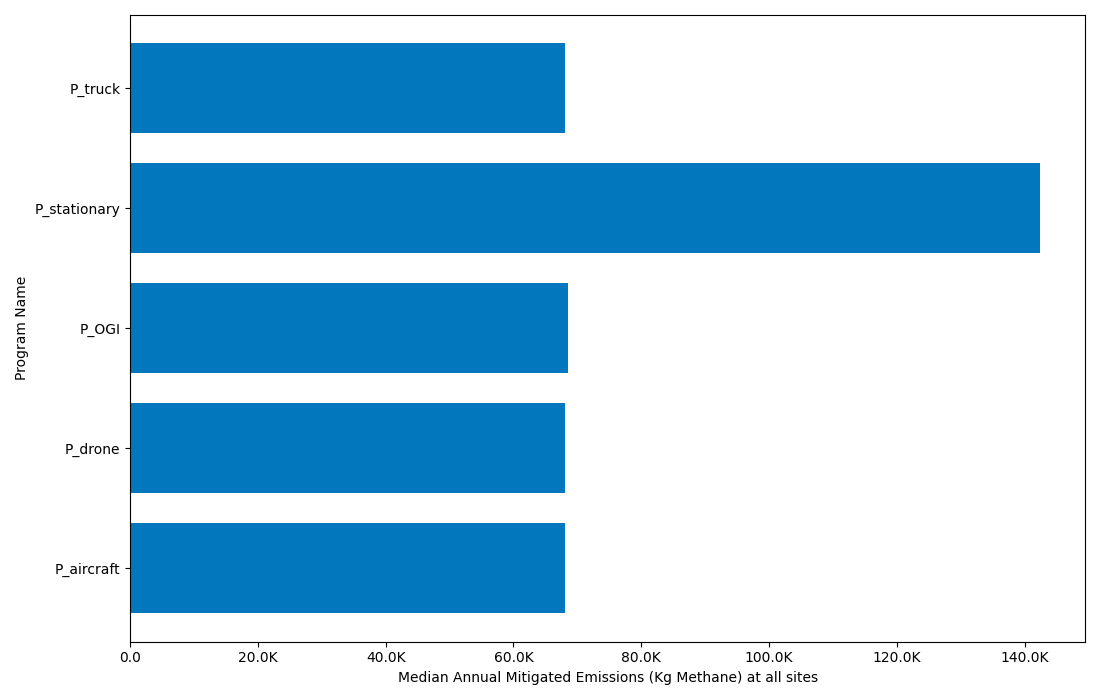 P_truck
P_stationary
P_OGI
P_drone
P_aircraft
Program Name
0.0 20.0K 40.0K 60.0K 80.0K 100.0K 120.0K 140.0K
Median Annual Mitigated Emissions (Kg Methane) at all sites